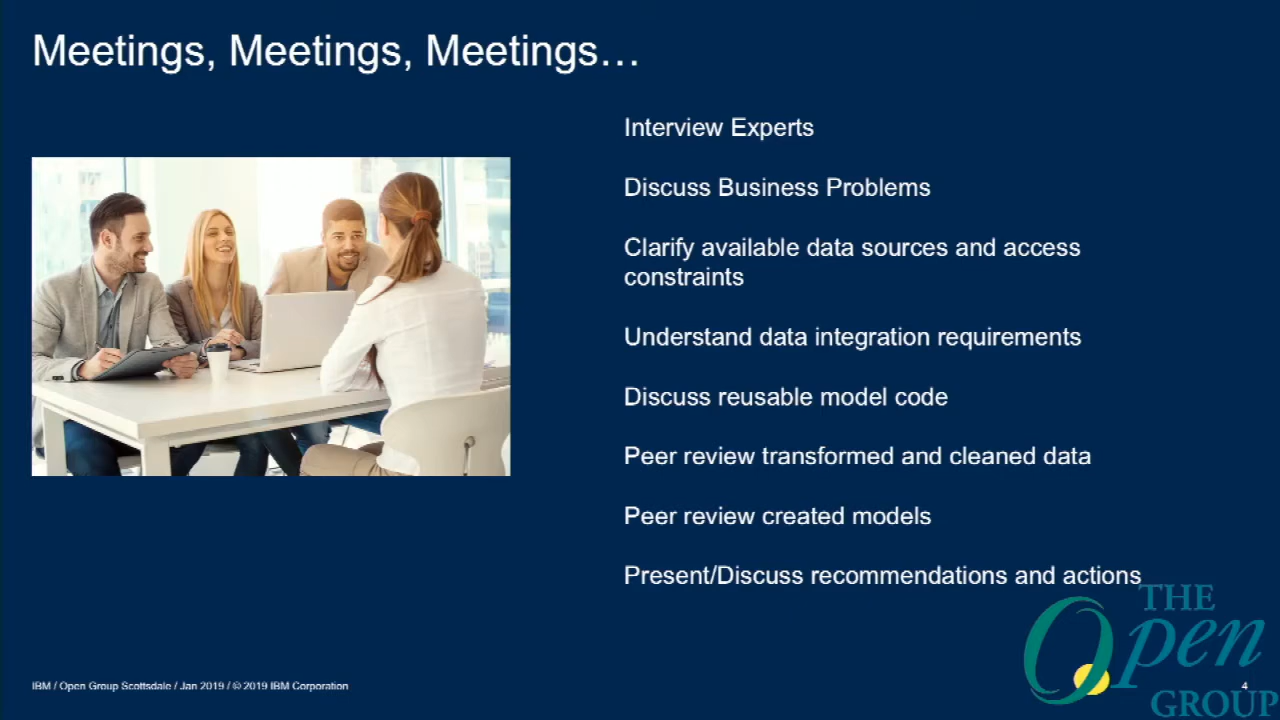 Meetings, Meetings, Meetings…
Interview Experts
Discuss Business Problems
Clarify available data sources and access
constraints
Understand data integration requirements
Discuss reusable model code
Peer review transformed and cleaned data
Peer review created models
Present/Discuss recommendations and actions
THE
Open
GROUP
IBM / Open Group Scottsdale / Jan 2019 / © 2019 IBM Corporation
4